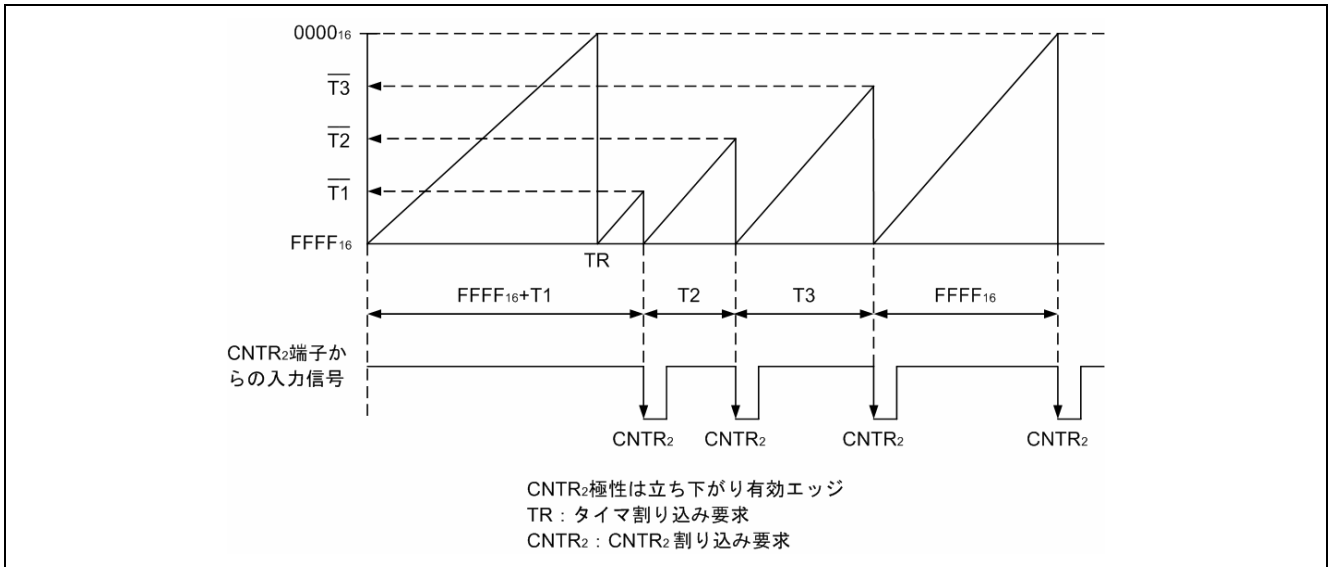 0000₁₆
T3
T2
T1
FFFF₁₆
TR
FFFF₁₆+T1
T2
T3
FFFF₁₆
CNTR₂端子か
らの入力信号
CNTR₂
CNTR₂
CNTR₂
CNTR₂
CNTR₂極性は立ち下がり有効エッジ
TR：タイマ割り込み要求
CNTR₂：CNTR₂割り込み要求